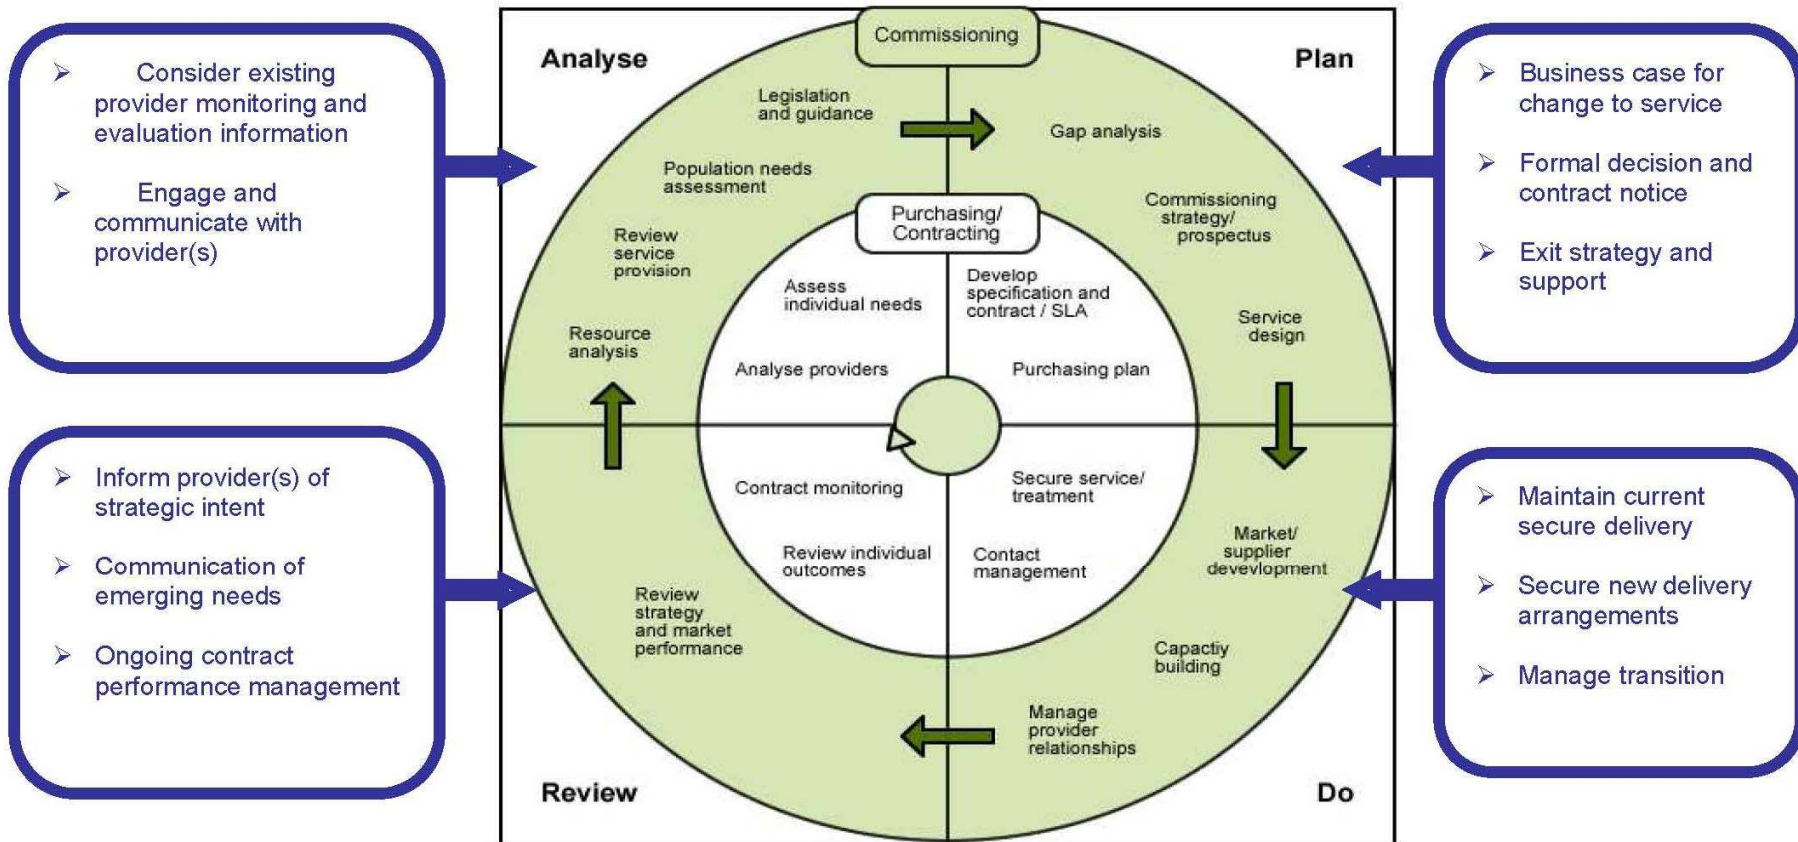 Consider existing
provider monitoring and
evaluation information
Engage and
communicate with
provider(s)
Inform provider(s) of
strategic intent
Communication of
emerging needs
Ongoing contract
performance management
Analyse
Commissioning
Plan
Legislation
and guidance
Gap analysis
Population needs
assessment
Commissioning
strategy/
prospectus
Purchasing/
Contracting
Review
service
provision
Assess
individual needs
Develop
specification and
contract / SLA
Resource
analysis
Service
design
Analyse providers
Purchasing plan
Contract monitoring
Secure service/
treatment
Review individual
outcomes
Contact
management
Market/
supplier
devevlopment
Review
strategy
and market
performance
Capactiy
building
Manage
provider
relationships
Review
Do
Business case for
change to service
Formal decision and
contract notice
Exit strategy and
support
Maintain current
secure delivery
Secure new delivery
arrangements
Manage transition